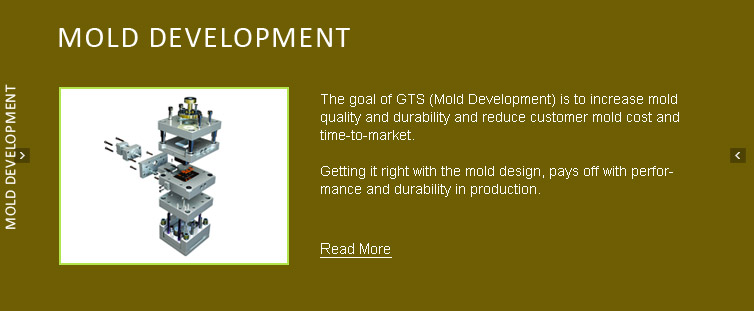 MOLD DEVELOPMENT
MOLD DEVELOPMENT
The goal of GTS (Mold Development) is to increase mold
quality and durability and reduce customer mold cost and
time-to-market.
Getting it right with the mold design, pays off with perfor-
mance and durability in production.
Read More